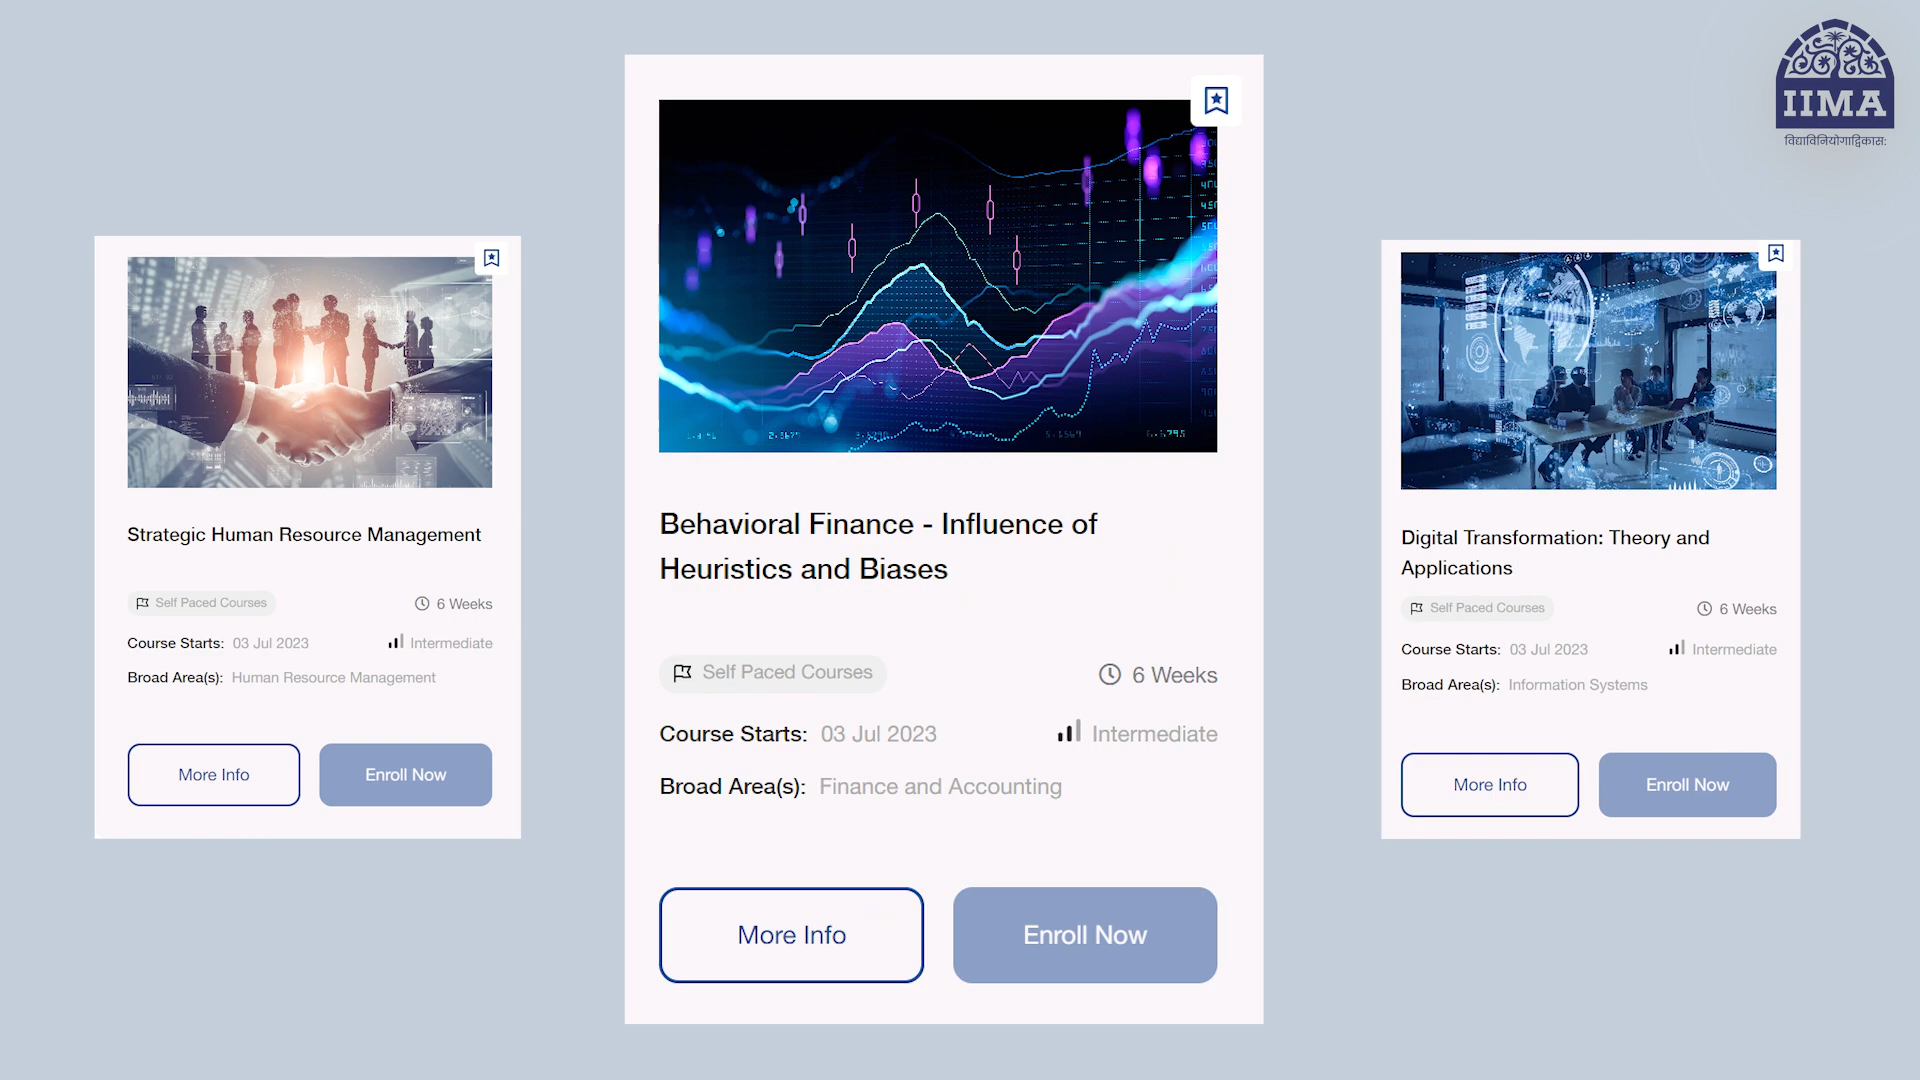 IIMA
विद्याविनियोगाद्विकास:
Strategic Human Resource Management
Self Paced Courses
6 Weeks
Course Starts: 03 Jul 2023
Intermediate
Broad Area(s): Human Resource Management
More Info
Enroll Now
Behavioral Finance - Influence of
Heuristics and Biases
Self Paced Courses
6 Weeks
Course Starts: 03 Jul 2023
Intermediate
Broad Area(s): Finance and Accounting
More Info
Enroll Now
Digital Transformation: Theory and
Applications
Self Paced Courses
6 Weeks
Course Starts: 03 Jul 2023
Intermediate
Broad Area(s): Information Systems
More Info
Enroll Now